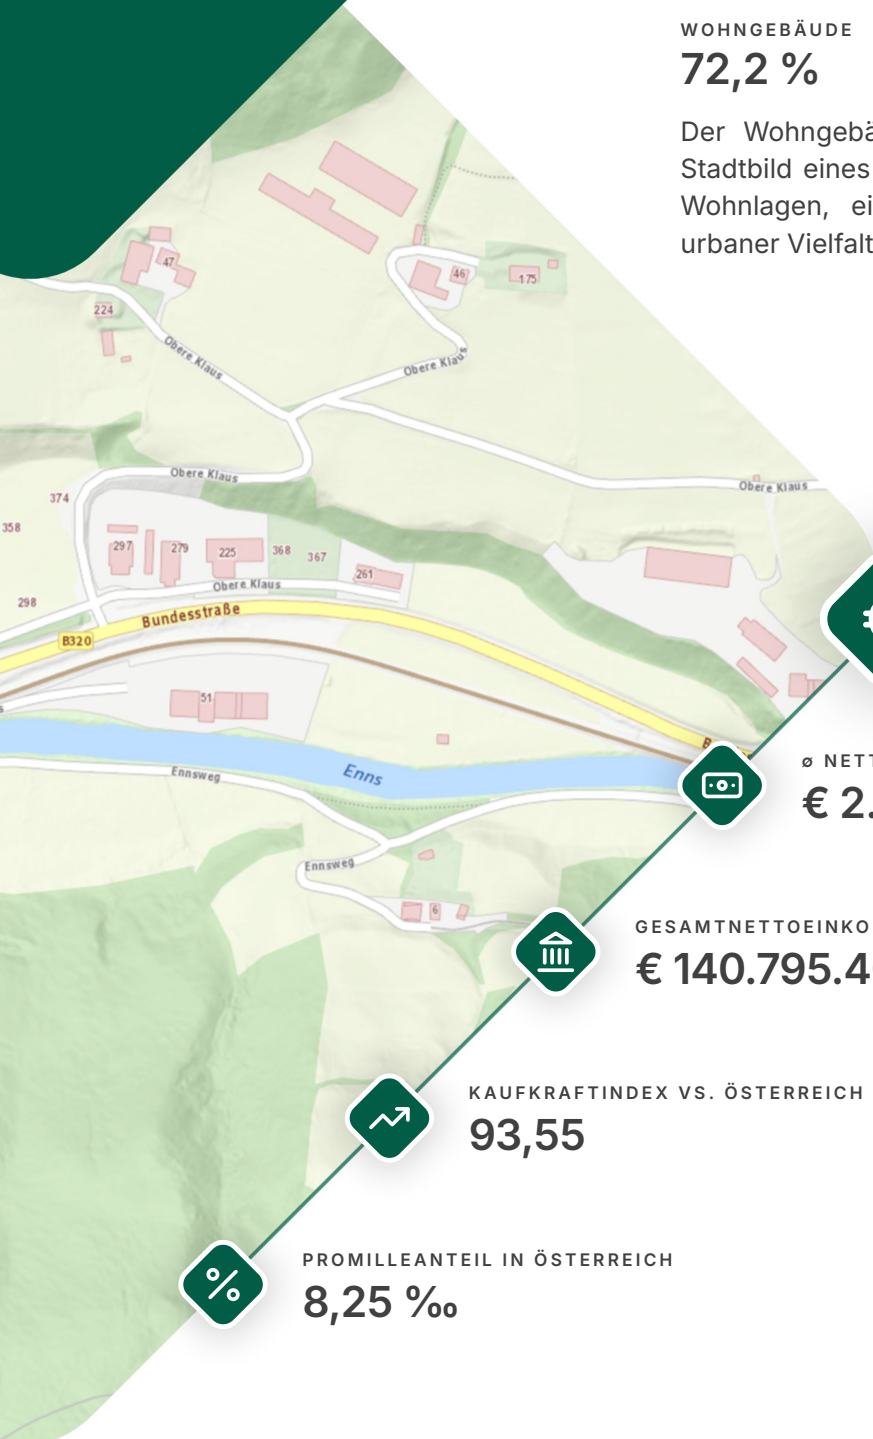 WOHNGEBÄUDE
72,2 %
Der Wohngebä
Stadtbild eines
Wohnlagen, ei
urbaner Vielfalt
47
46
175
224
Obere Klaus
Obere Klaus
Obere Klaus
Obere Klaus
374
358
297
279
225
368
367
261
298
Obere Klaus
Bundesstraße
B320
51
B
Enns
Ennsweg
Ennsweg
6
ø NETT
€ 2.
GESAMTNETTOEINKO
€ 140.795.4
KAUFKRAFTINDEX VS. ÖSTERREICH
93,55
PROMILLEANTEIL IN ÖSTERREICH
8,25 ‰